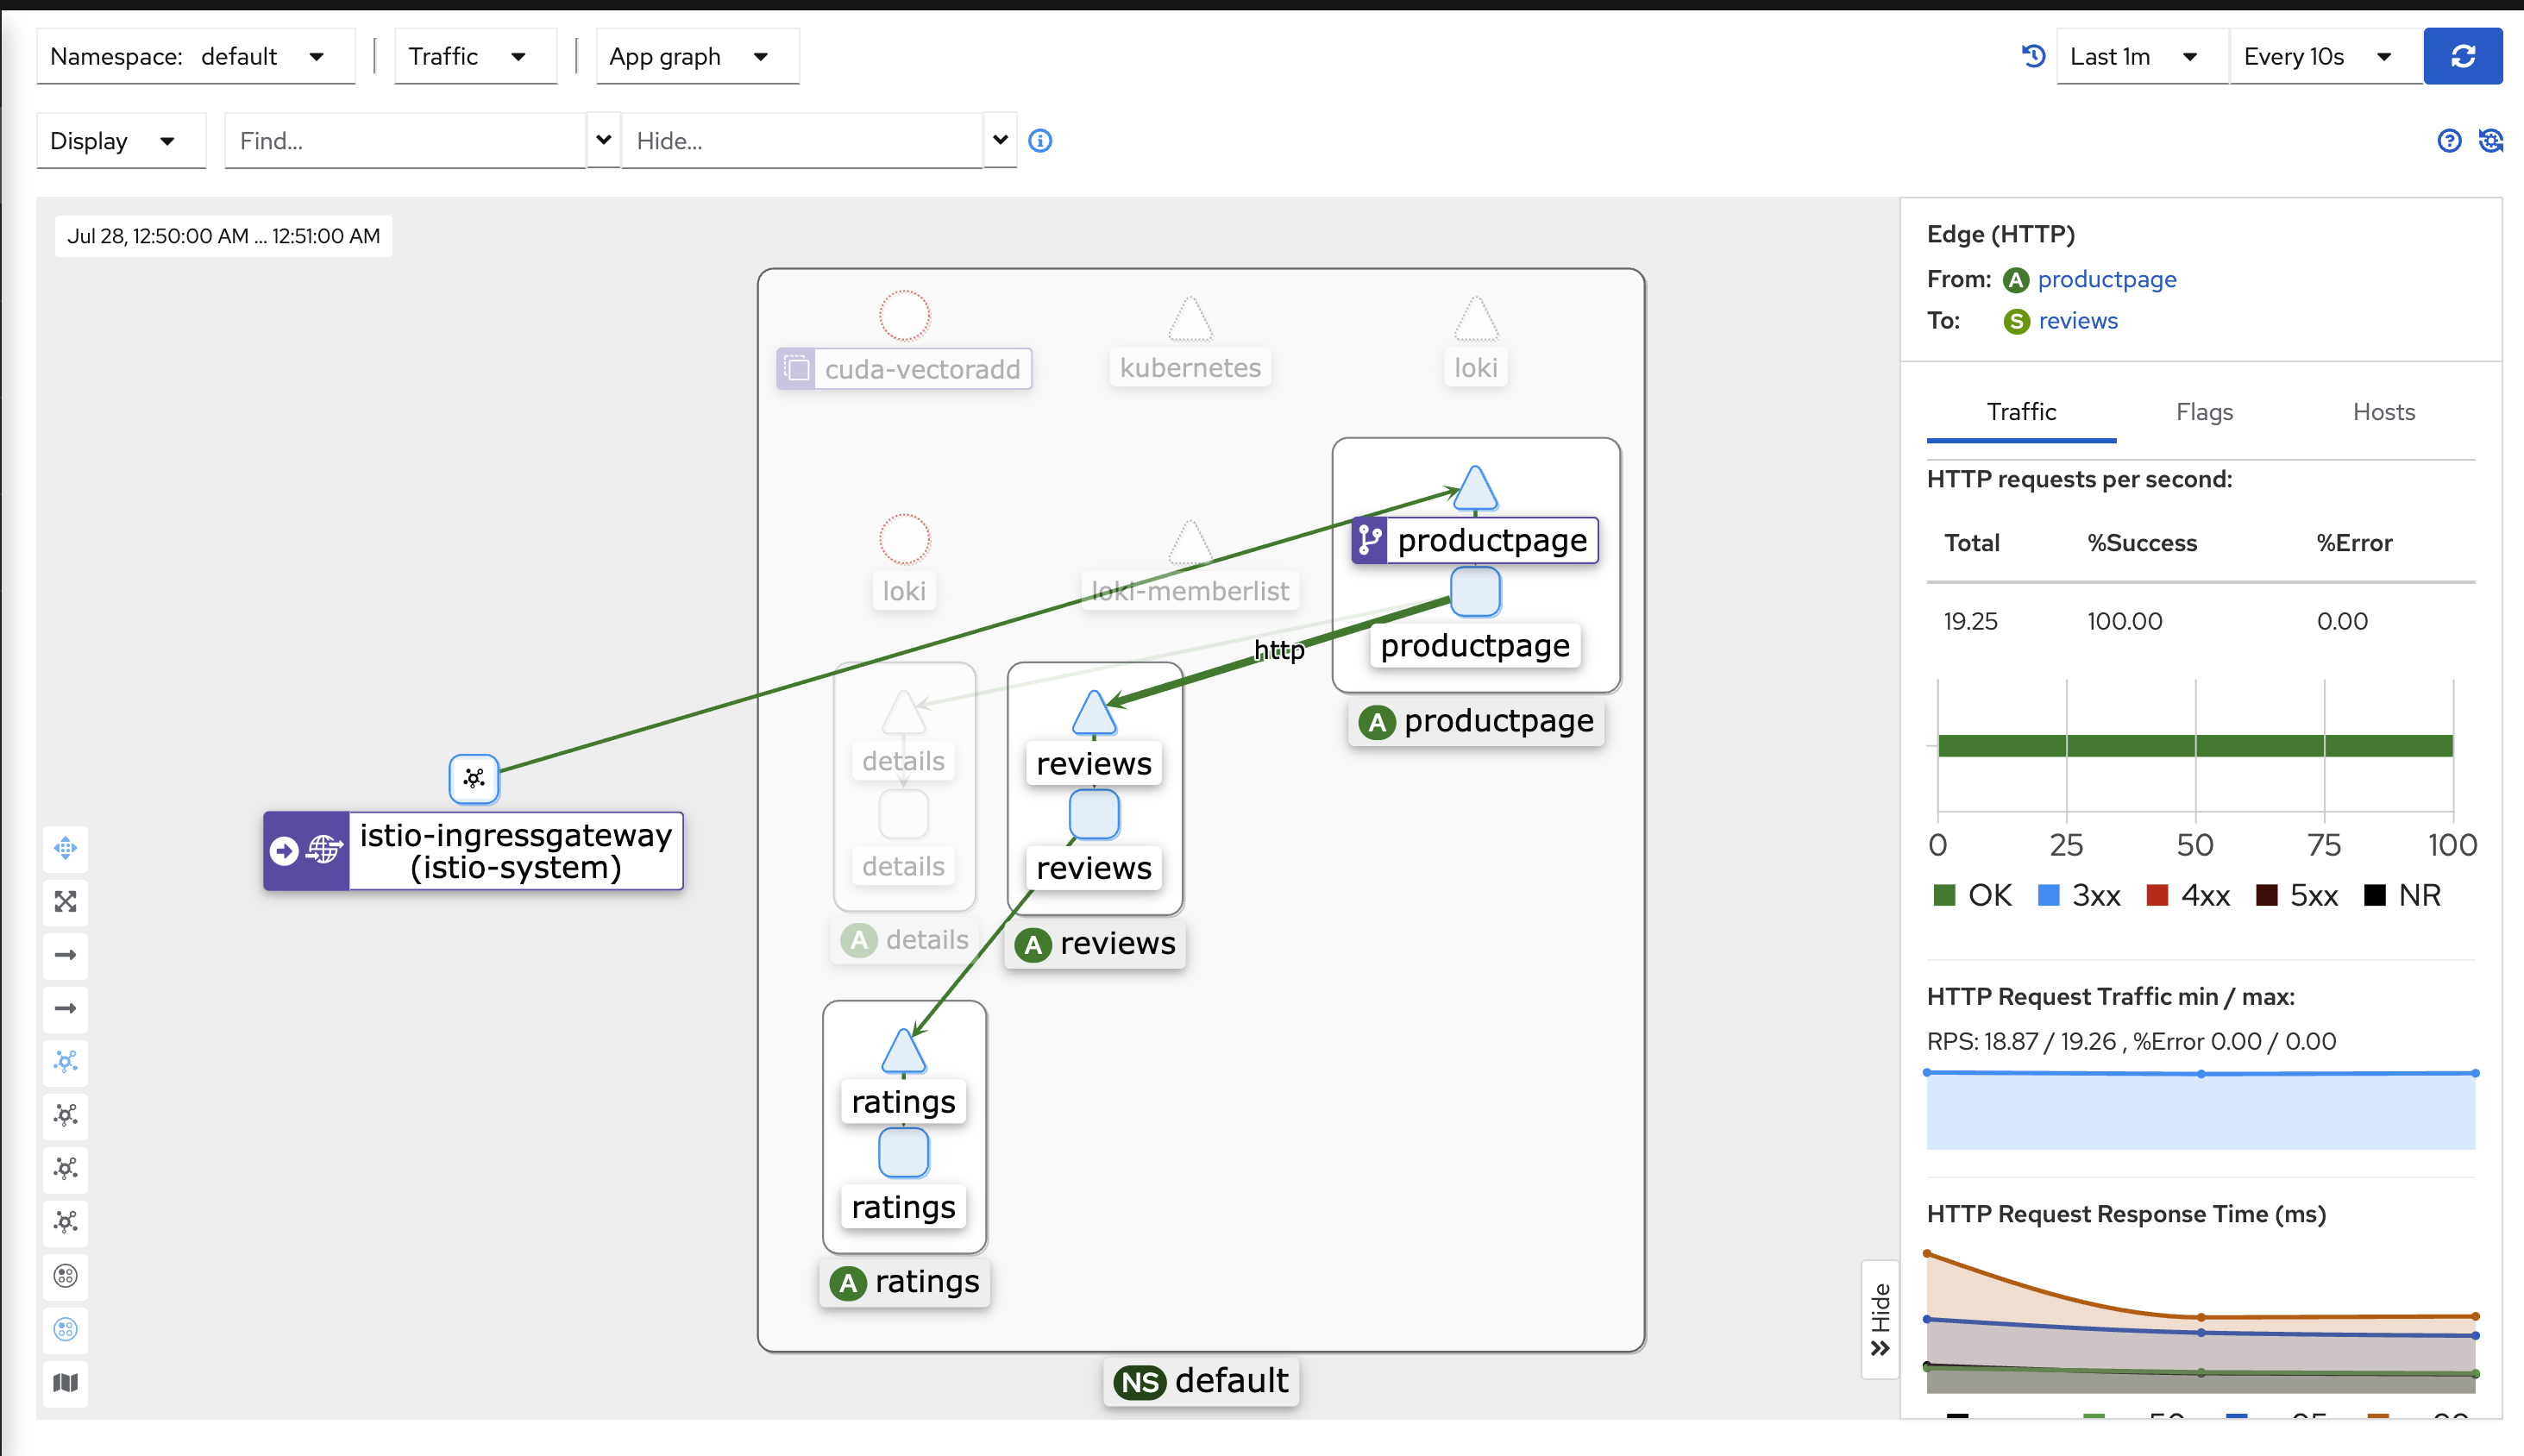 Namespace: default
Traffic
App graph
Last 1m
Every 10s
Display
Find...
Hide...
Jul 28, 12:50:00 AM ... 12:51:00 AM
cuda-vectoradd
kubernetes
loki
productpage
loki
loki-memberlist
http
productpage
A productpage
details
reviews
details
reviews
A details
A reviews
istio-ingressgateway
(istio-system)
ratings
ratings
A ratings
NS default
Hide
Edge (HTTP)
From: A productpage
To: S reviews
Traffic Flags Hosts
HTTP requests per second:
Total %Success %Error
19.25 100.00 0.00
0 25 50 75 100
OK 3xx 4xx 5xx NR
HTTP Request Traffic min / max:
RPS: 18.87 / 19.26 , %Error 0.00 / 0.00
HTTP Request Response Time (ms)